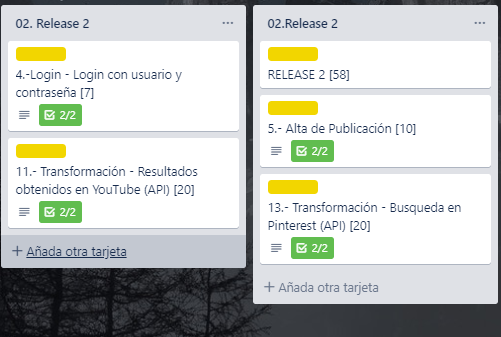 02. Release 2
4.-Login - Login con usuario y
contraseña [7]
2/2
11.- Transformación - Resultados
obtenidos en YouTube (API) [20]
2/2
+ Añada otra tarjeta
02.Release 2
RELEASE 2 [58]
5.- Alta de Publicación [10]
2/2
13.- Transformación - Busqueda en
Pinterest (API) [20]
2/2
+ Añada otra tarjeta